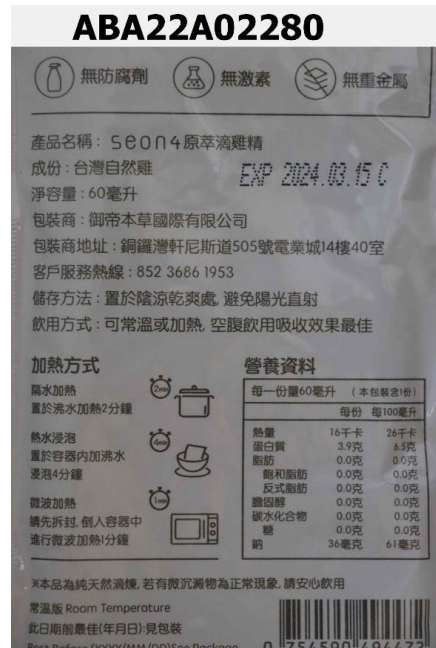 ABA22A02280
無防腐劑 無激素 無重金屬
產品名稱：seon4原萃滴雞精
成份：台灣自然雞
EXP 2024.03.15 C
淨容量：60毫升
包裝商：御帝本草國際有限公司
包裝商地址：銅鑼灣軒尼斯道505號電業城14樓40室
客戶服務熱線：852 3686 1953
儲存方法：置於陰涼乾爽處, 避免陽光直射
飲用方式：可常溫或加熱, 空腹飲用吸收效果最佳
加熱方式
隔水加熱
置於沸水加熱2分鐘
2min
熱水浸泡
置於容器內加沸水
浸泡4分鐘
4min
微波加熱
請先拆封, 倒入容器中
進行微波加熱1分鐘
1min
營養資料
每一份量60毫升 （本包裝含1份）
每份 每100毫升
熱量 16千卡 26千卡
蛋白質 3.9克 6.5克
脂肪 0.0克 0.0克
飽和脂肪 0.0克 0.0克
反式脂肪 0.0克 0.0克
膽固醇 0.0克 0.0克
碳水化合物 0.0克 0.0克
糖 0.0克 0.0克
鈉 36毫克 61毫克
※本品為純天然滴煉, 若有微沉澱物為正常現象, 請安心飲用
常溫版 Room Temperature
此日期前最佳(年月日):見包裝
Best Before (YYYY/MM/DD)See Package
0 754590 494472